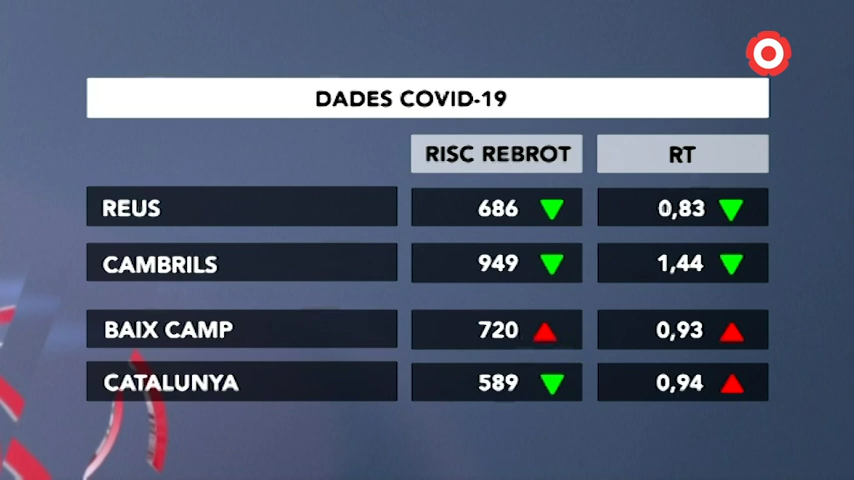 DADES COVID-19
RISC REBROT RT
REUS 686 0,83
CAMBRILS 949 1,44
BAIX CAMP 720 0,93
CATALUNYA 589 0,94